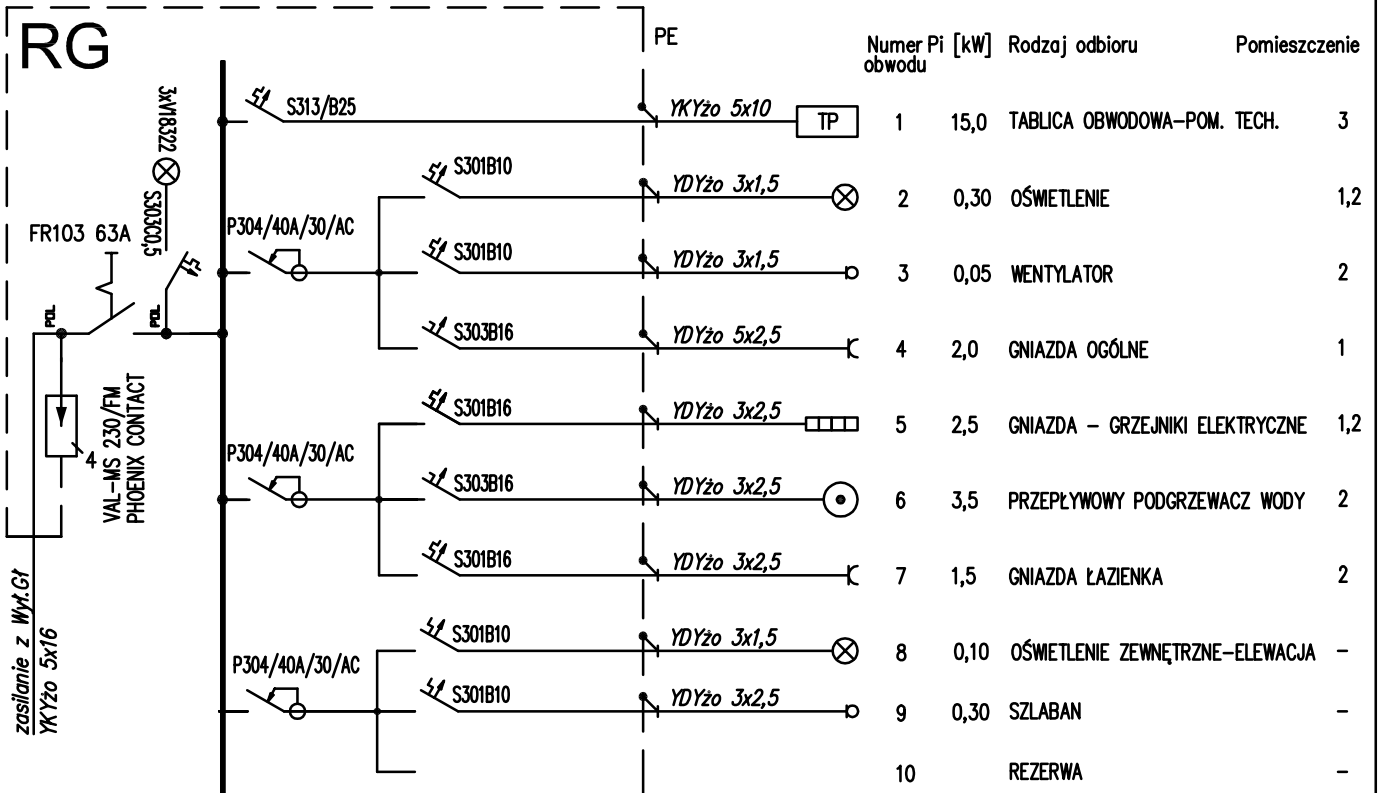 RG
PE
Numer obwodu Pi [kW] Rodzaj odbioru Pomieszczenie
S313/B25 YKYżo 5x10 TP 1 15,0 TABLICA OBWODOWA-POM. TECH. 3
3xV18322
S303C0,5
FR103 63A
PDL
PDL
4
VAL-MS 230/FM
PHOENIX CONTACT
zasilanie z Wył.Gł
YKYżo 5x16
P304/40A/30/AC
S301B10 YDYżo 3x1,5 2 0,30 OŚWIETLENIE 1,2
S301B10 YDYżo 3x1,5 3 0,05 WENTYLATOR 2
S303B16 YDYżo 5x2,5 4 2,0 GNIAZDA OGÓLNE 1
P304/40A/30/AC
S301B16 YDYżo 3x2,5 5 2,5 GNIAZDA - GRZEJNIKI ELEKTRYCZNE 1,2
S303B16 YDYżo 3x2,5 6 3,5 PRZEPŁYWOWY PODGRZEWACZ WODY 2
S301B16 YDYżo 3x2,5 7 1,5 GNIAZDA ŁAZIENKA 2
P304/40A/30/AC
S301B10 YDYżo 3x1,5 8 0,10 OŚWIETLENIE ZEWNĘTRZNE-ELEWACJA -
S301B10 YDYżo 3x2,5 9 0,30 SZLABAN -
10 REZERWA -